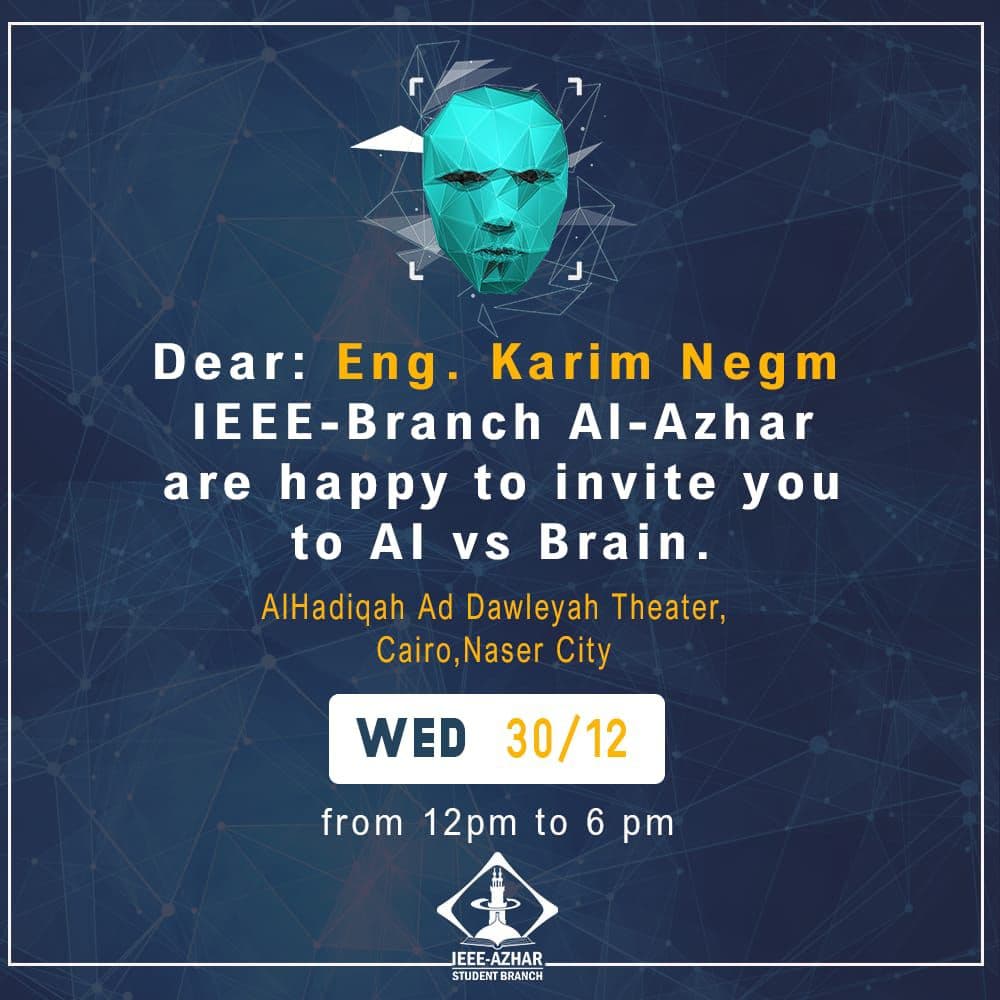 Dear: Eng. Karim Negm
IEEE-Branch Al-Azhar
are happy to invite you
to AI vs Brain.
AlHadiqah Ad Dawleyah Theater,
Cairo,Naser City
WED 30/12
from 12pm to 6 pm
IEEE-AZHAR
STUDENT BRANCH